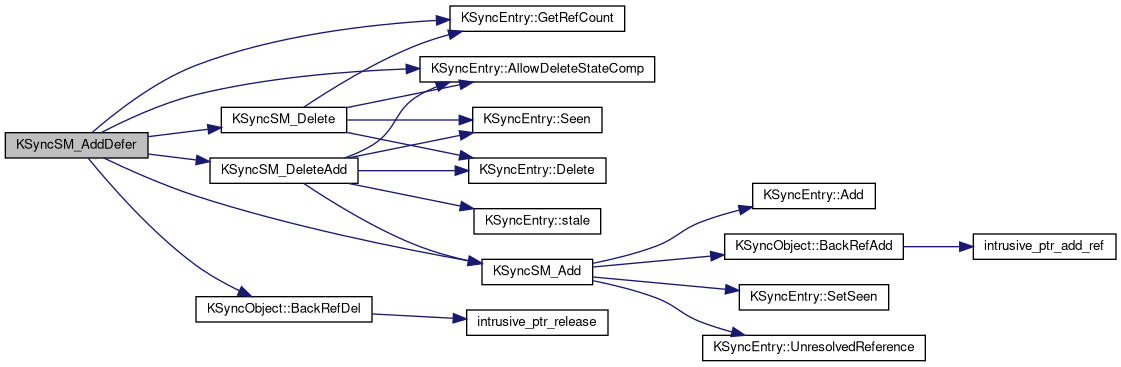 KSyncEntry::GetRefCount
KSyncEntry::AllowDeleteStateComp
KSyncSM_Delete
KSyncEntry::Seen
KSyncSM_AddDefer
KSyncSM_DeleteAdd
KSyncEntry::Delete
KSyncEntry::Add
KSyncEntry::stale
KSyncObject::BackRefAdd
intrusive_ptr_add_ref
KSyncSM_Add
KSyncEntry::SetSeen
KSyncObject::BackRefDel
intrusive_ptr_release
KSyncEntry::UnresolvedReference